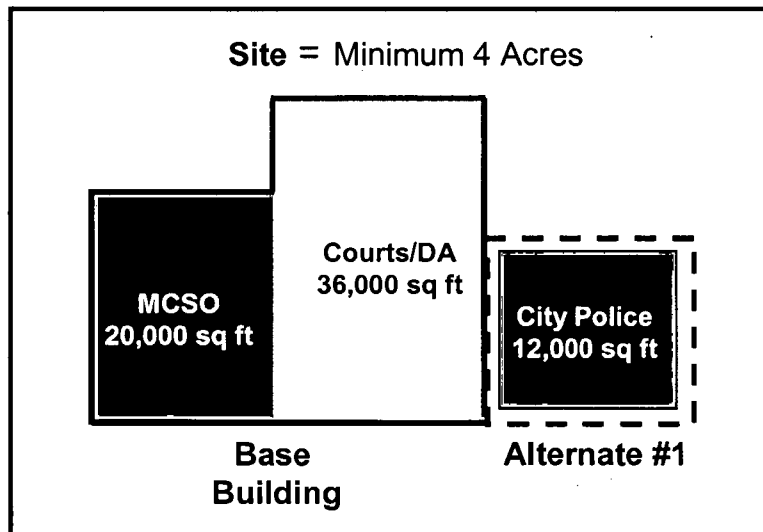 Site = Minimum 4 Acres
MCSO
20,000 sq ft
Courts/DA
36,000 sq ft
City Police
12,000 sq ft
Base
Building
Alternate #1